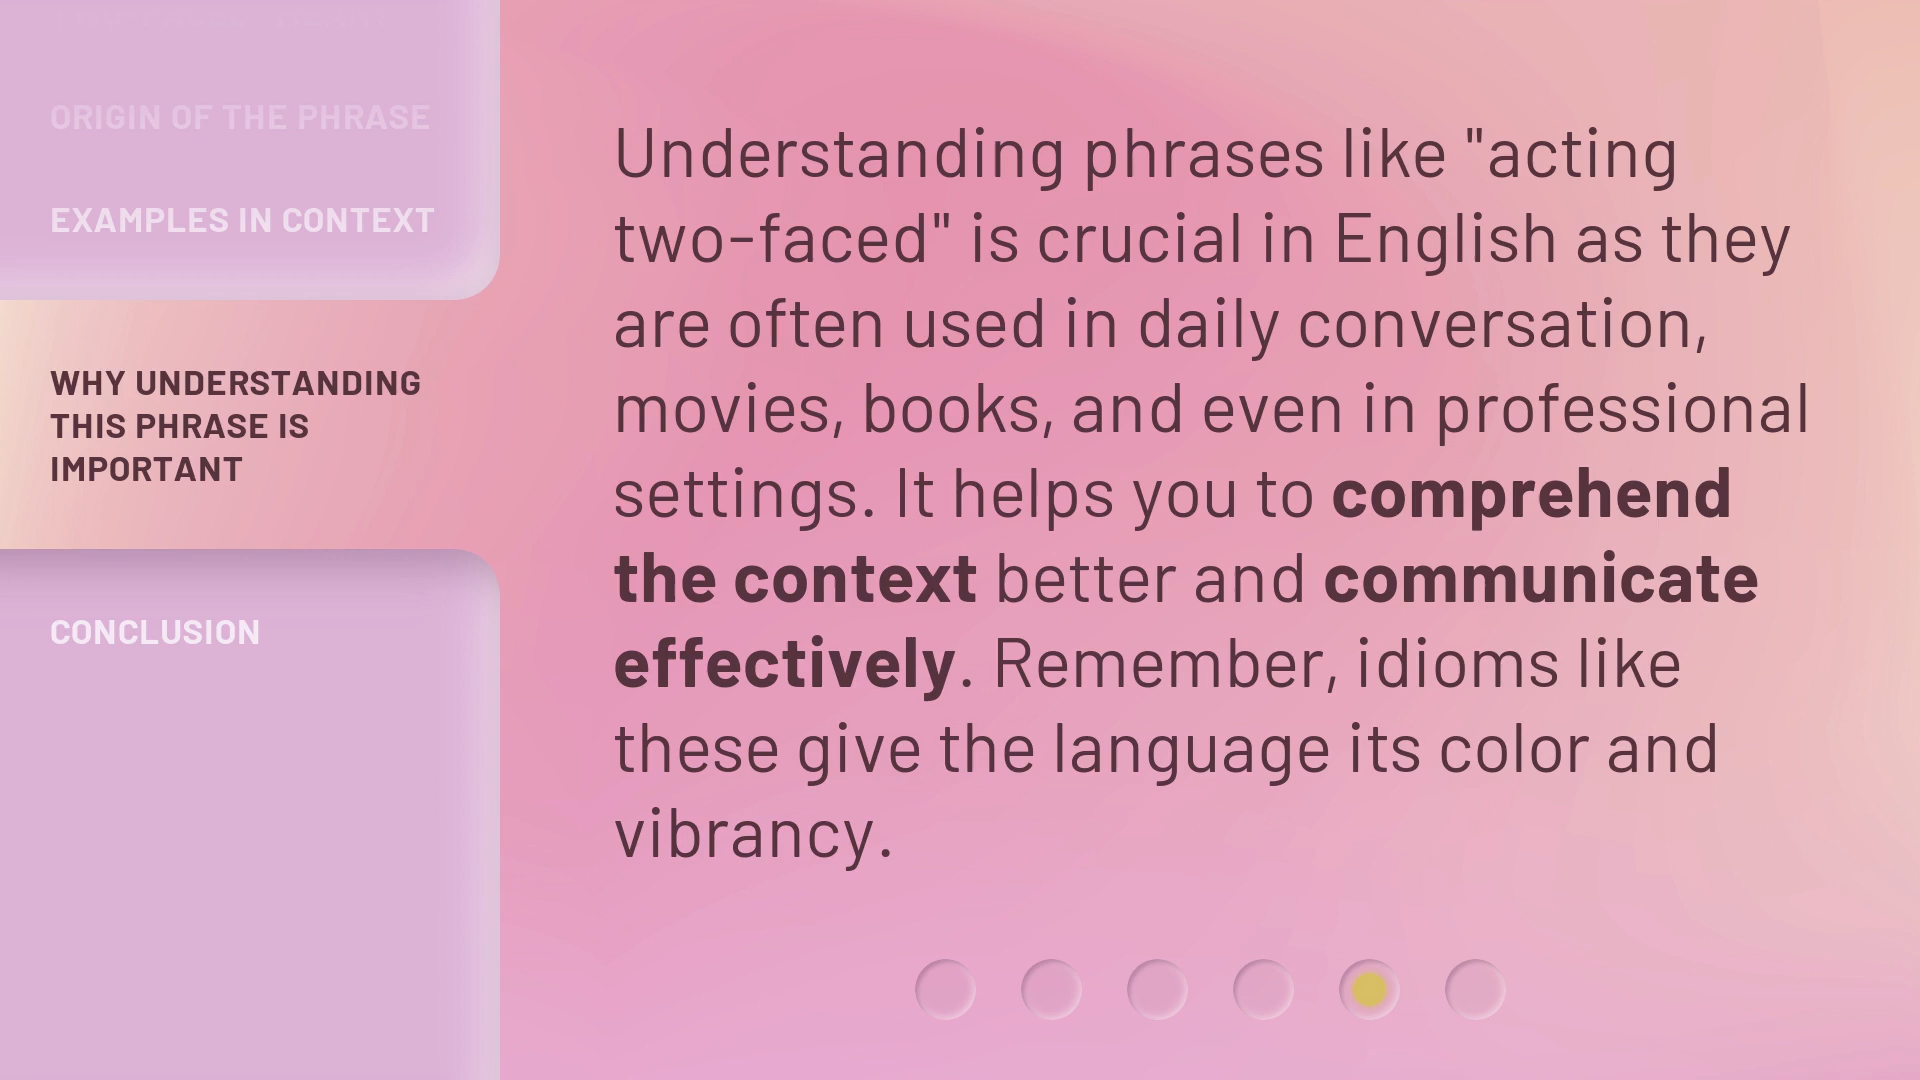 ORIGIN OF THE PHRASE
EXAMPLES IN CONTEXT
WHY UNDERSTANDING
THIS PHRASE IS
IMPORTANT
CONCLUSION
Understanding phrases like "acting
two-faced" is crucial in English as they
are often used in daily conversation,
movies, books, and even in professional
settings. It helps you to comprehend
the context better and communicate
effectively. Remember, idioms like
these give the language its color and
vibrancy.